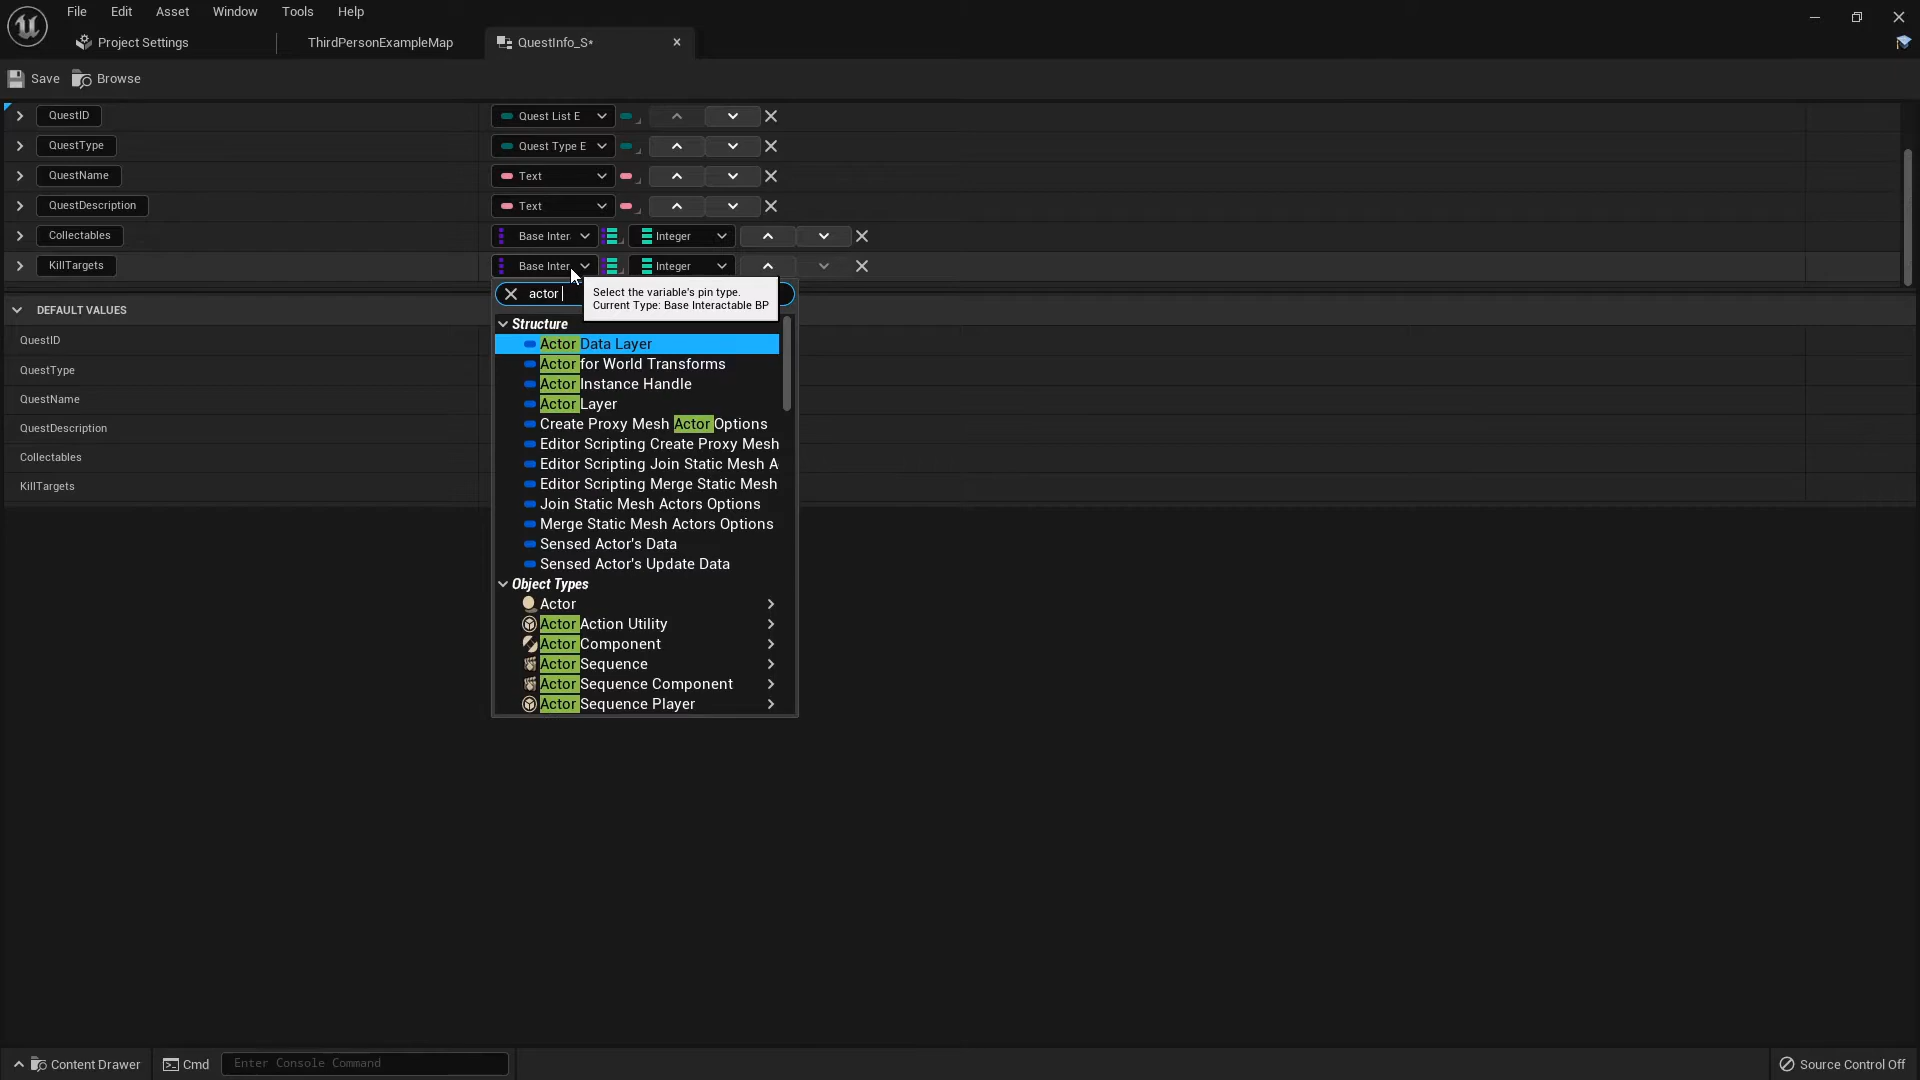 File Edit Asset Window Tools Help
Project Settings ThirdPersonExampleMap QuestInfo_S*
Save Browse
QuestID Quest List E
QuestType Quest Type E
QuestName Text
QuestDescription Text
Collectables Base Inter Integer
KillTargets Base Inter Integer
actor
Select the variable's pin type.
Current Type: Base Interactable BP
DEFAULT VALUES
QuestID
QuestType
QuestName
QuestDescription
Collectables
KillTargets
Structure
Actor Data Layer
Actor for World Transforms
Actor Instance Handle
Actor Layer
Create Proxy Mesh Actor Options
Editor Scripting Create Proxy Mesh
Editor Scripting Join Static Mesh A
Editor Scripting Merge Static Mesh
Join Static Mesh Actors Options
Merge Static Mesh Actors Options
Sensed Actor's Data
Sensed Actor's Update Data
Object Types
Actor
Actor Action Utility
Actor Component
Actor Sequence
Actor Sequence Component
Actor Sequence Player
Content Drawer Cmd Enter Console Command Source Control Off